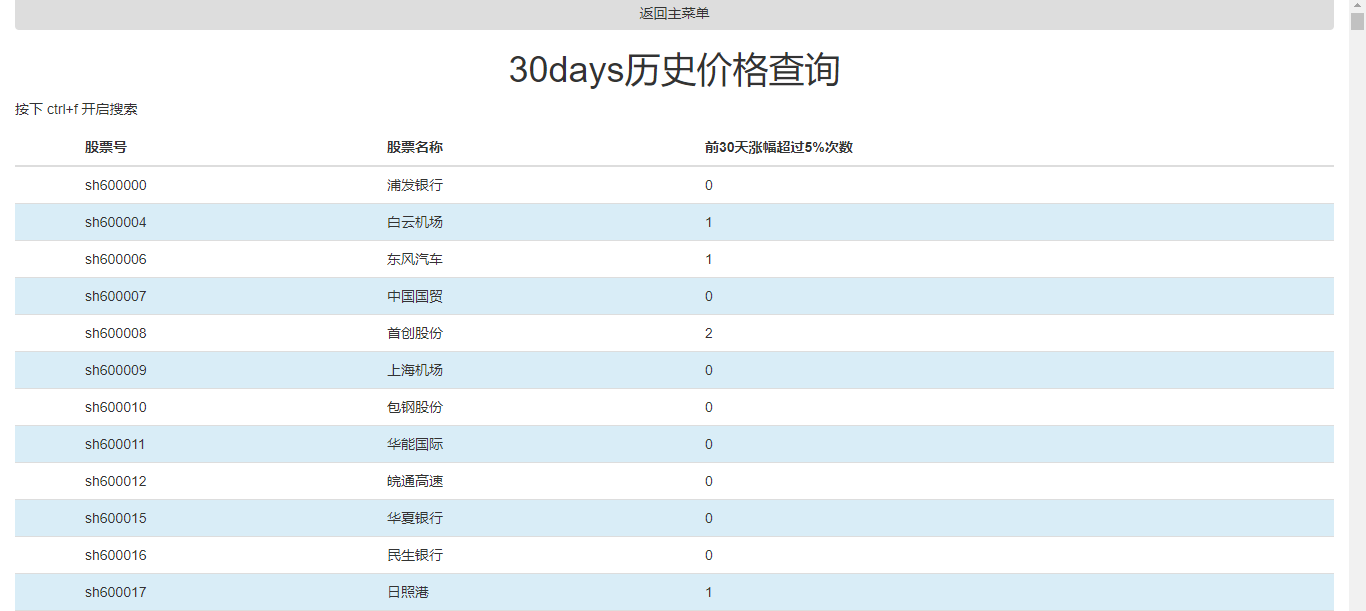 返回主菜单
30days历史价格查询
按下 ctrl+f 开启搜索
股票号 股票名称 前30天涨幅超过5%次数
sh600000 浦发银行 0
sh600004 白云机场 1
sh600006 东风汽车 1
sh600007 中国国贸 0
sh600008 首创股份 2
sh600009 上海机场 0
sh600010 包钢股份 0
sh600011 华能国际 0
sh600012 皖通高速 0
sh600015 华夏银行 0
sh600016 民生银行 0
sh600017 日照港 1